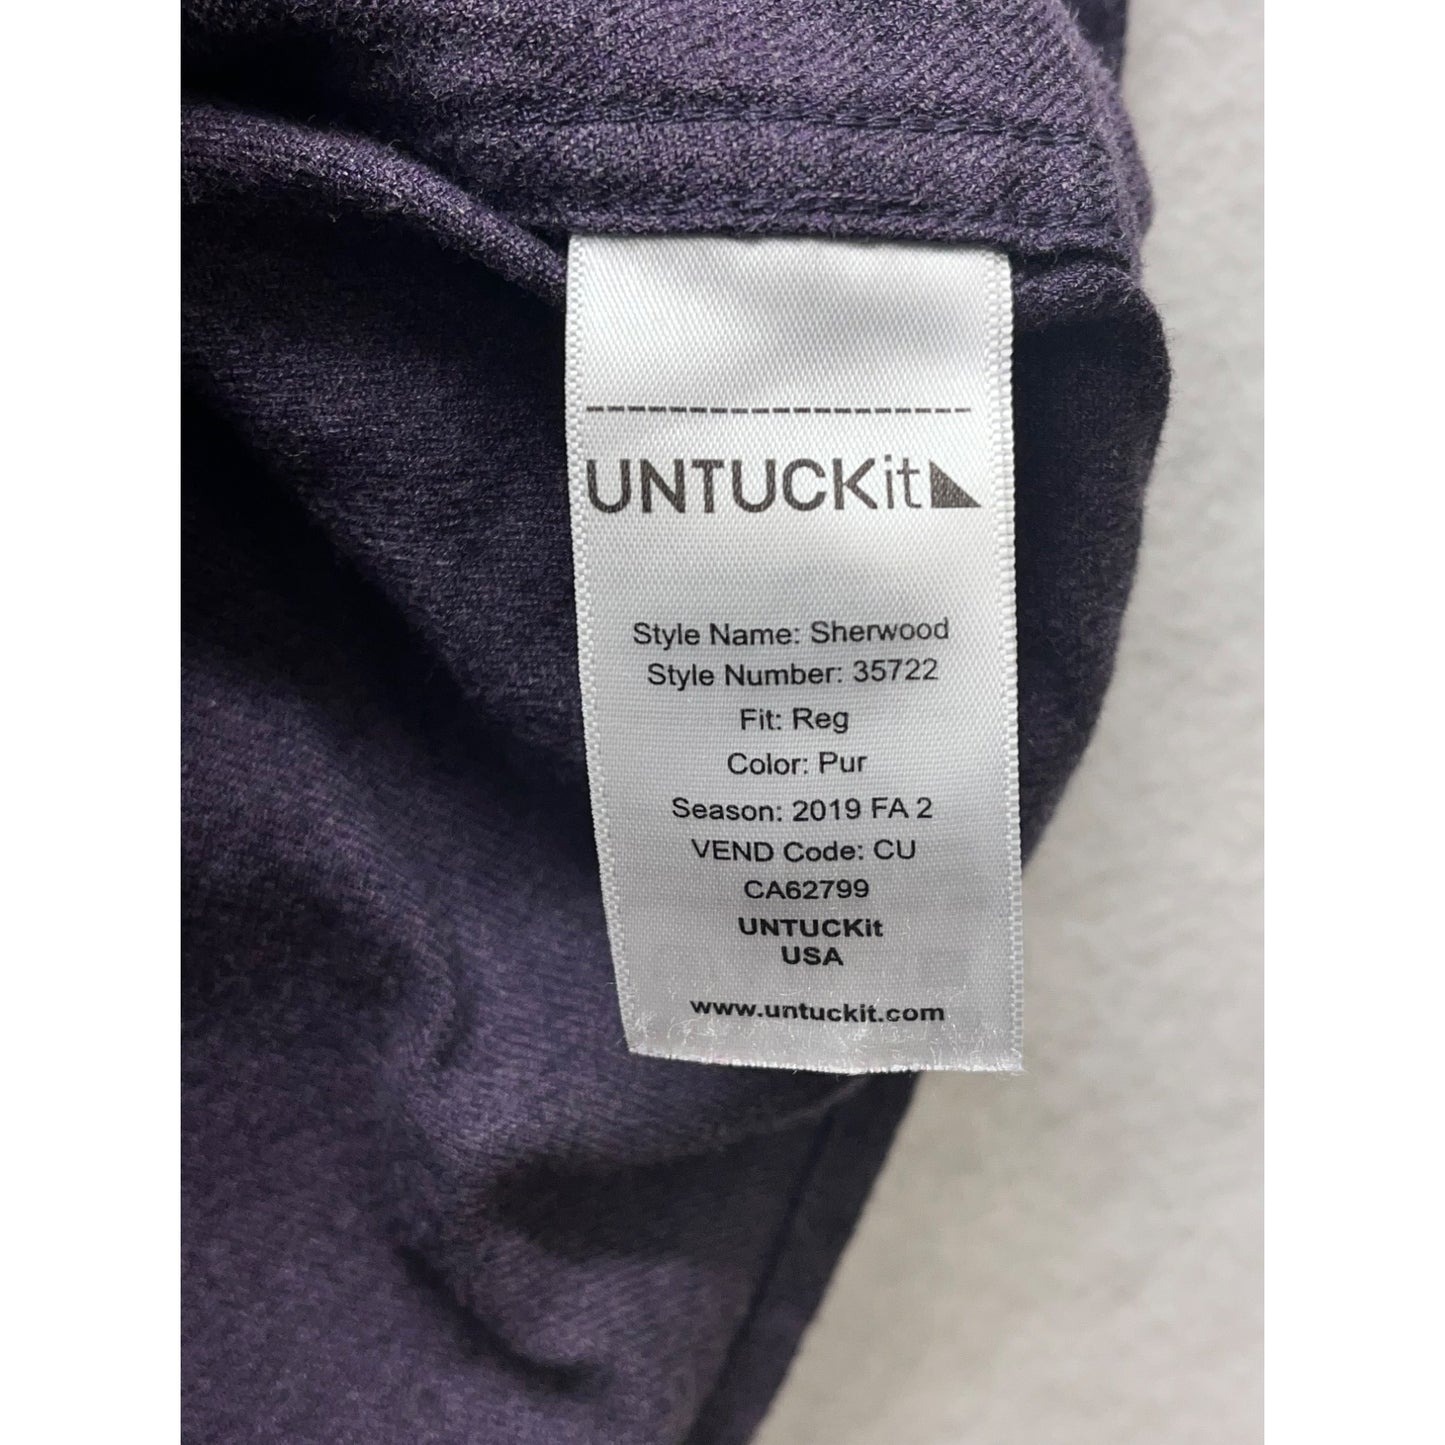 UNTUCKit
Style Name: Sherwood
Style Number: 35722
Fit: Reg
Color: Pur
Season: 2019 FA 2
VEND Code: CU
CA62799
UNTUCKit
USA
www.untuckit.com